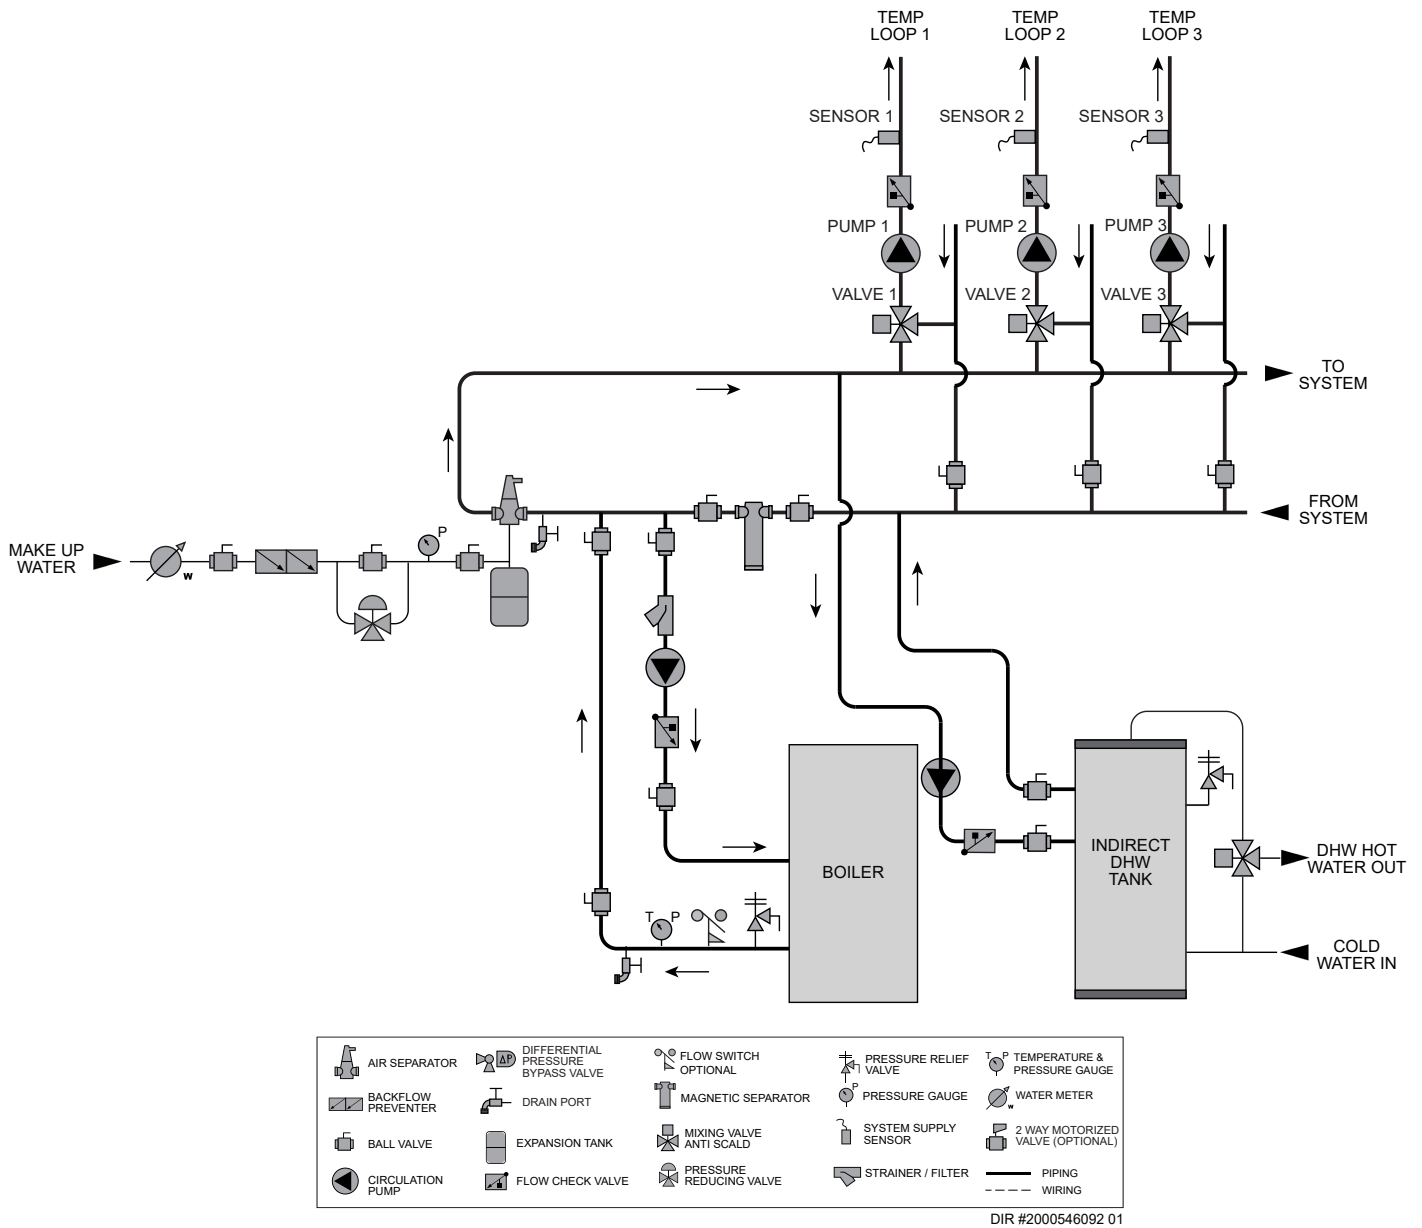 TEMP
LOOP 1
TEMP
LOOP 2
TEMP
LOOP 3
SENSOR 1
SENSOR 2
SENSOR 3
PUMP 1
PUMP 2
PUMP 3
VALVE 1
VALVE 2
VALVE 3
TO
SYSTEM
FROM
SYSTEM
MAKE UP
WATER
W
P
BOILER
INDIRECT
DHW
TANK
DHW HOT
WATER OUT
T P
COLD
WATER IN
AIR SEPARATOR
BACKFLOW
PREVENTER
BALL VALVE
CIRCULATION
PUMP
ΔP
DIFFERENTIAL
PRESSURE
BYPASS VALVE
DRAIN PORT
EXPANSION TANK
FLOW CHECK VALVE
FLOW SWITCH
OPTIONAL
MAGNETIC SEPARATOR
MIXING VALVE
ANTI SCALD
PRESSURE
REDUCING VALVE
PRESSURE RELIEF
VALVE
P
PRESSURE GAUGE
SYSTEM SUPPLY
SENSOR
STRAINER / FILTER
T P
TEMPERATURE &
PRESSURE GAUGE
W
WATER METER
2 WAY MOTORIZED
VALVE (OPTIONAL)
PIPING
WIRING
DIR #2000546092 01